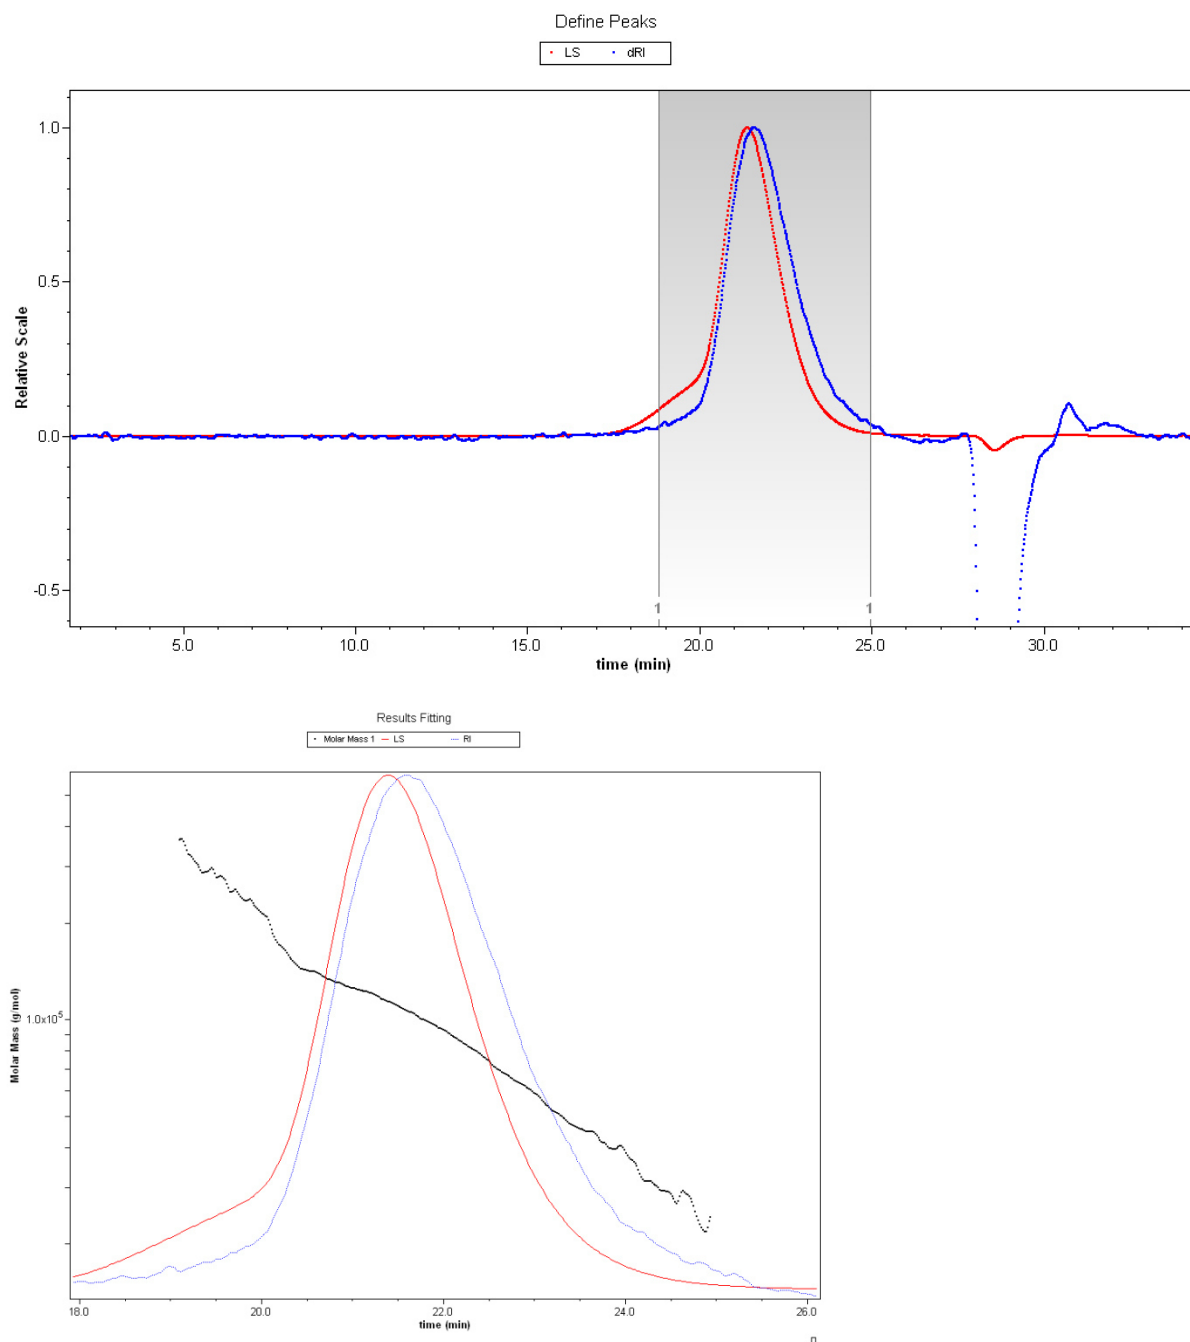 Define Peaks
LS dRI
1.0
0.5
0.0
-0.5
Relative Scale
1 1
5.0 10.0 15.0 20.0 25.0 30.0
time (min)
Results Fitting
Molar Mass 1 LS RI
1.0x10⁵
Molar Mass (g/mol)
18.0 20.0 22.0 24.0 26.0
time (min)